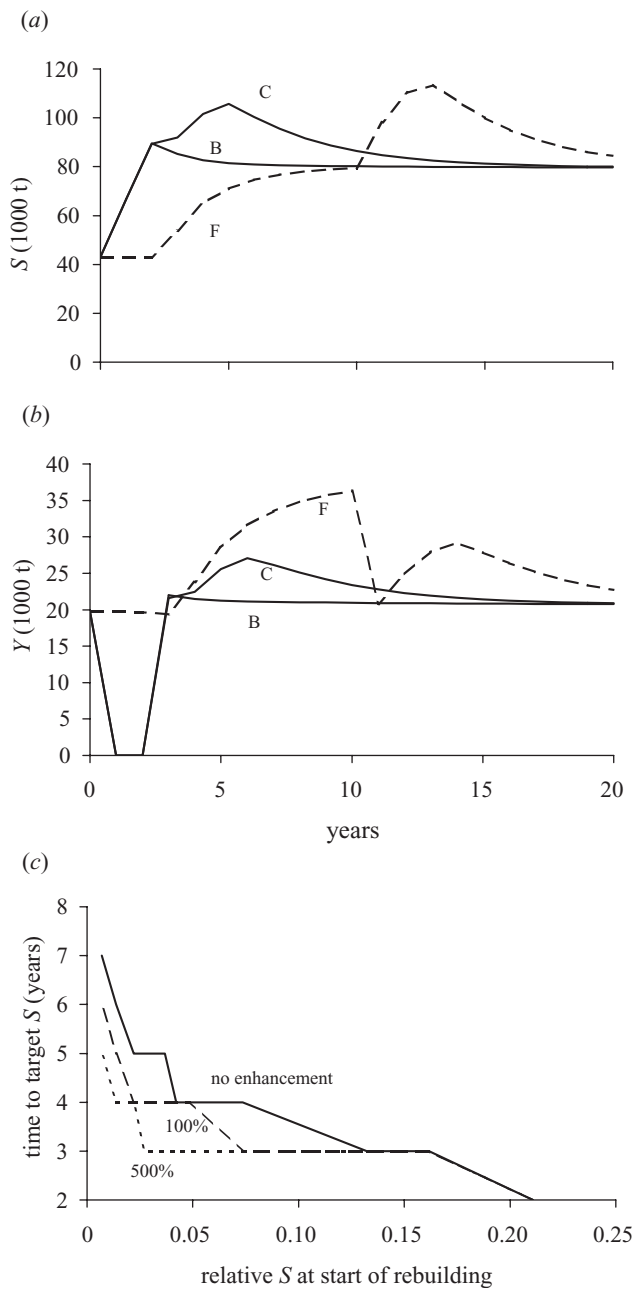 (a)
120
100
80
60
40
20
0
S (1000 t)
C
B
F
(b)
40
35
30
25
20
15
10
5
0
Y (1000 t)
F
C
B
0 5 10 15 20
years
(c)
8
7
6
5
4
3
2
time to target S (years)
no enhancement
100%
500%
0 0.05 0.10 0.15 0.20 0.25
relative S at start of rebuilding